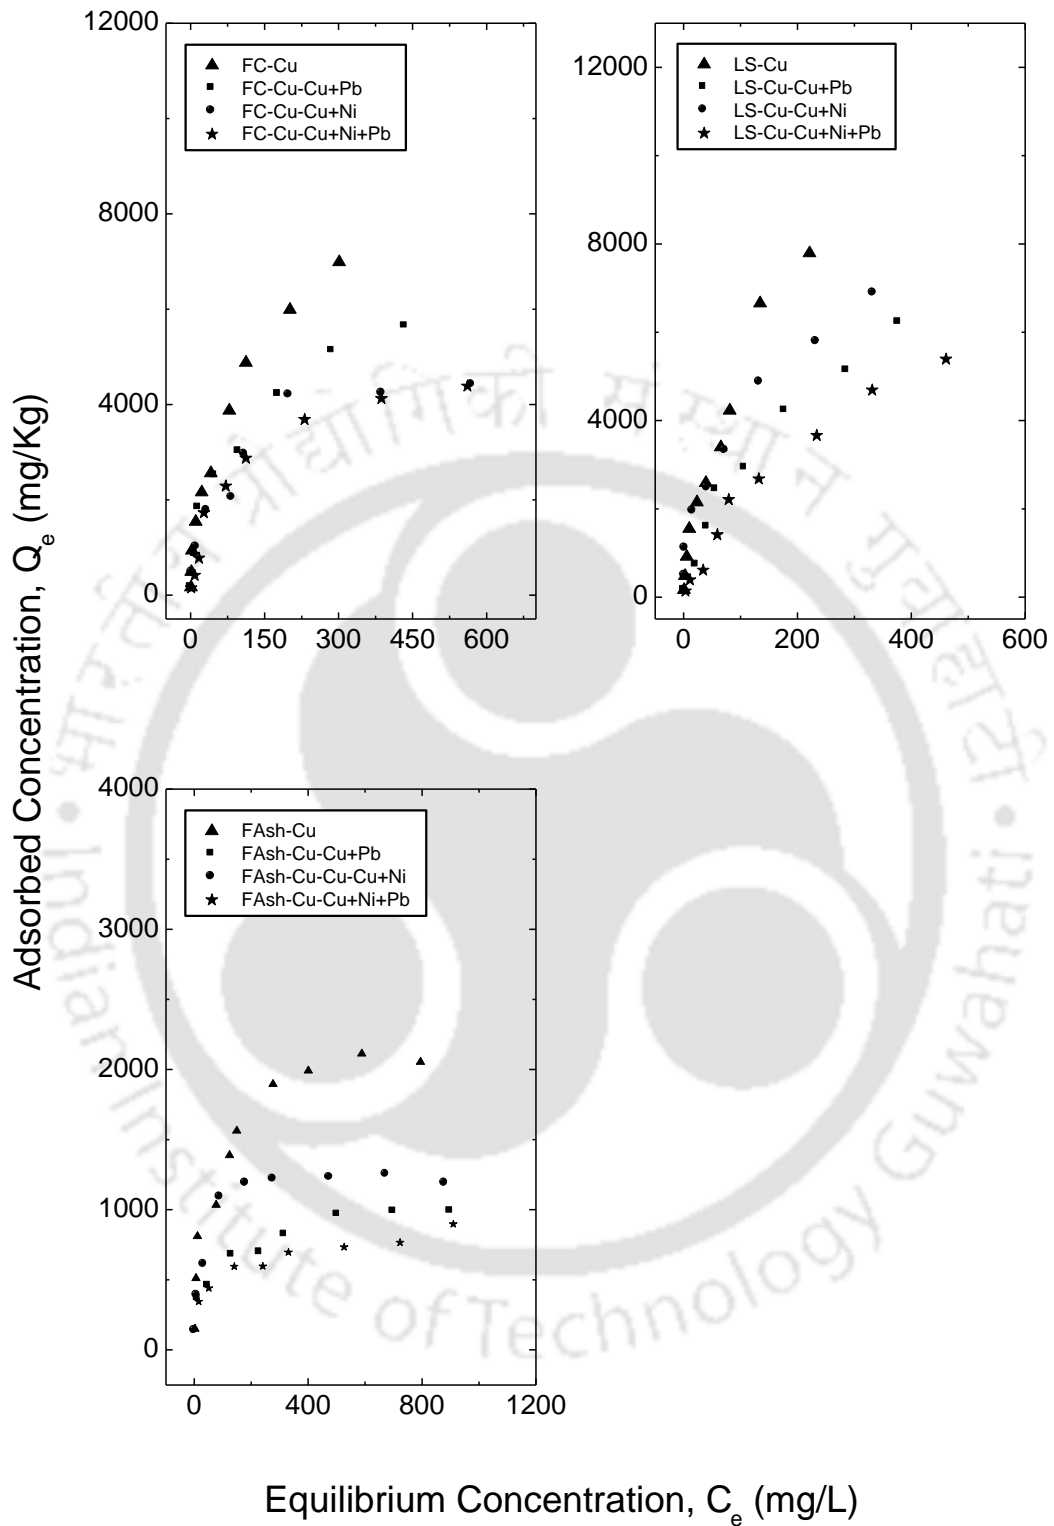 12000
8000
4000
0
FC-Cu
FC-Cu-Cu+Pb
FC-Cu-Cu+Ni
FC-Cu-Cu+Ni+Pb
0 150 300 450 600
12000
8000
4000
0
LS-Cu
LS-Cu-Cu+Pb
LS-Cu-Cu+Ni
LS-Cu-Cu+Ni+Pb
0 200 400 600
Adsorbed Concentration, Qe (mg/Kg)
4000
3000
2000
1000
0
FAsh-Cu
FAsh-Cu-Cu+Pb
FAsh-Cu-Cu-Cu+Ni
FAsh-Cu-Cu+Ni+Pb
0 400 800 1200
Equilibrium Concentration, Ce (mg/L)
Indian Institute of Technology Guwahati